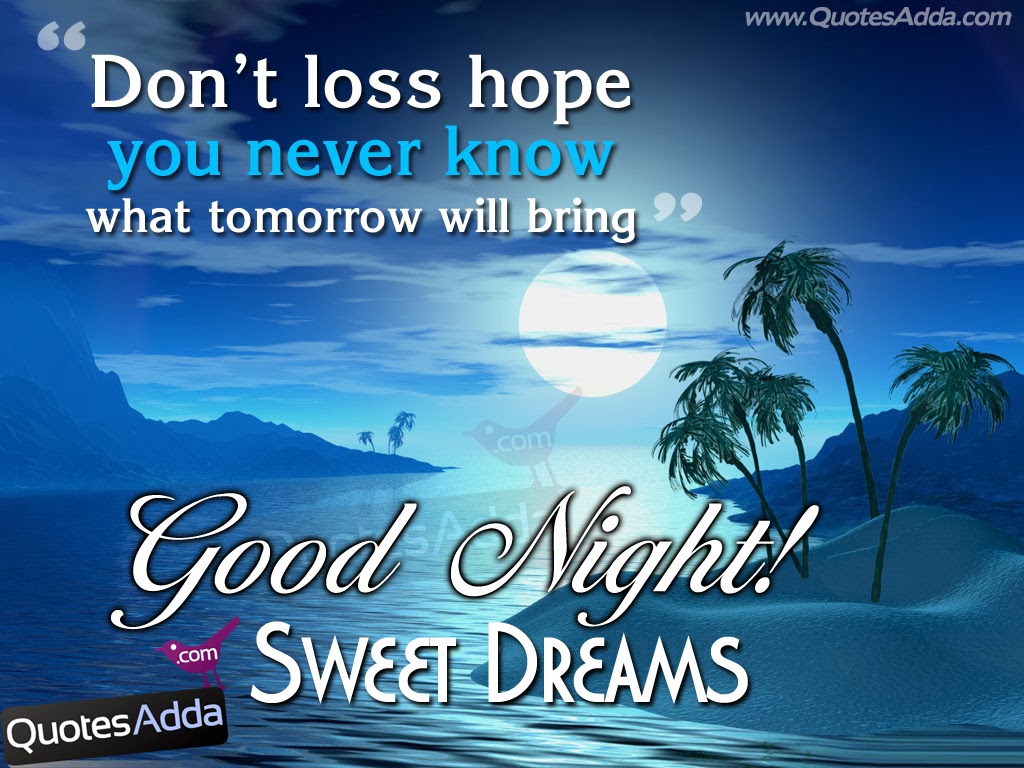 www.QuotesAdda.com
“Don’t loss hope
you never know
what tomorrow will bring”
.com
QuotesAdda
Good Night!
.com
Sweet Dreams
QuotesAdda